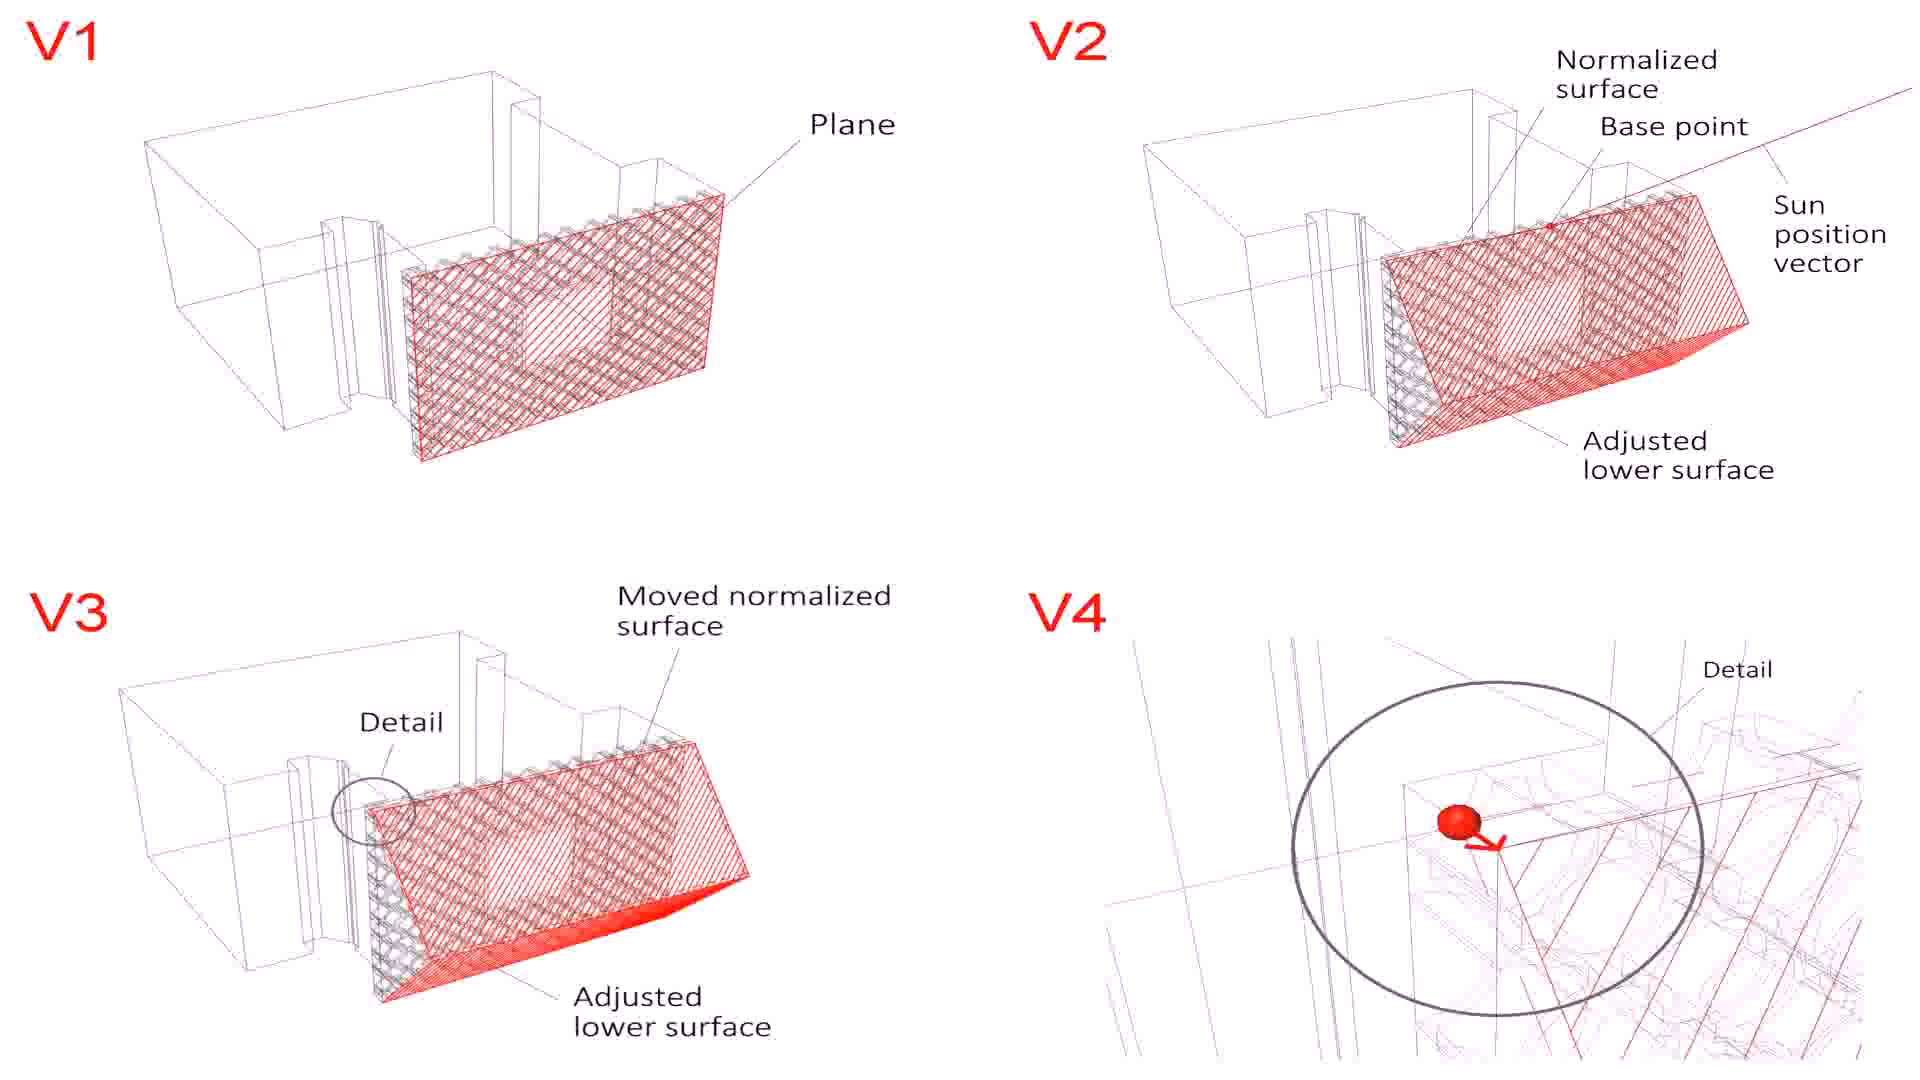 V1
Plane
V2
Normalized
surface
Base point
Sun
position
vector
Adjusted
lower surface
V3
Moved normalized
surface
Detail
Adjusted
lower surface
V4
Detail